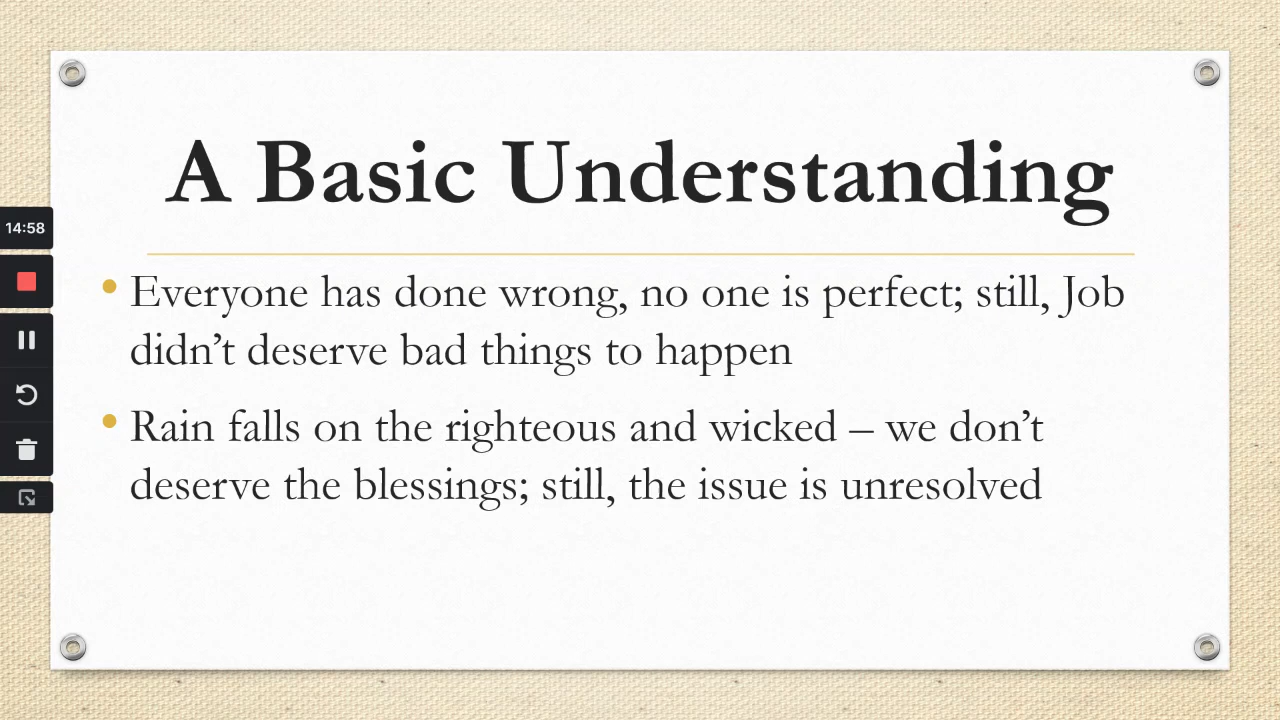 A Basic Understanding
14:58
• Everyone has done wrong, no one is perfect; still, Job
didn’t deserve bad things to happen
• Rain falls on the righteous and wicked – we don’t
deserve the blessings; still, the issue is unresolved